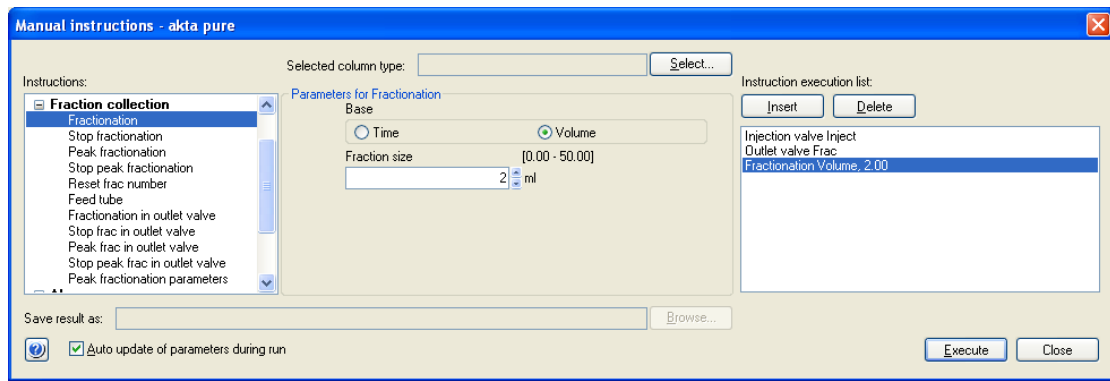 Manual instructions - akta pure
Selected column type:
Select...
Instructions:
Fraction collection
Fractionation
Stop fractionation
Peak fractionation
Stop peak fractionation
Reset frac number
Feed tube
Fractionation in outlet valve
Stop frac in outlet valve
Peak frac in outlet valve
Stop peak frac in outlet valve
Peak fractionation parameters
Parameters for Fractionation
Base
Time Volume
Fraction size [0.00 - 50.00]
2 ml
Instruction execution list:
Insert Delete
Injection valve Inject
Outlet valve Frac
Fractionation Volume, 2.00
Save result as:
Browse...
Auto update of parameters during run
Execute Close